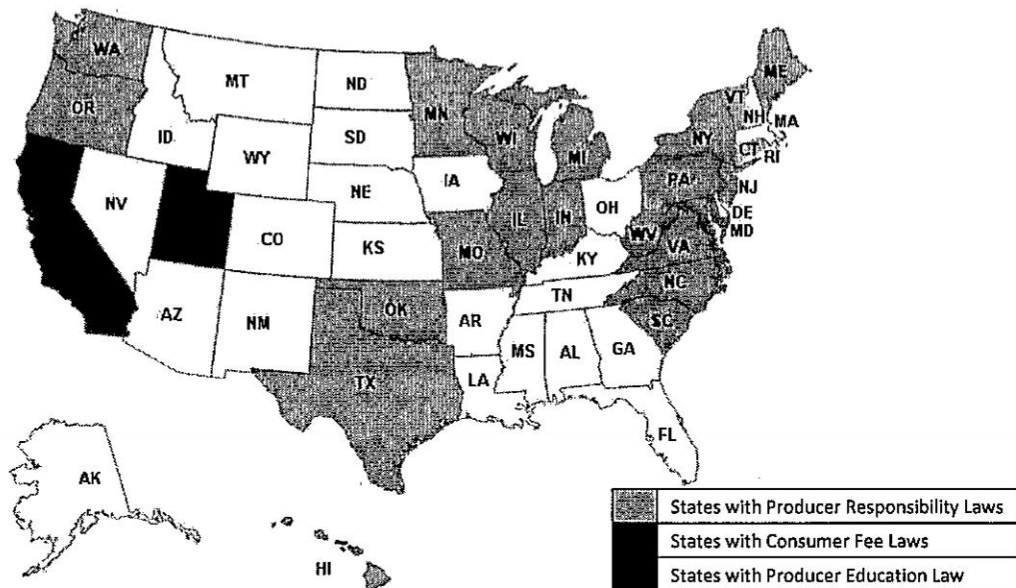 WA
MT
ND
ME
VT
OR
MN
NH
MA
ID
SD
WI
NY
WY
MI
CT
RI
IA
PA
NJ
NE
NV
OH
IL
IN
DE
MD
WV
CO
VA
KS
MO
KY
NC
TN
OK
SC
AZ
NM
AR
MS
AL
GA
TX
LA
FL
AK
HI
States with Producer Responsibility Laws
States with Consumer Fee Laws
States with Producer Education Law